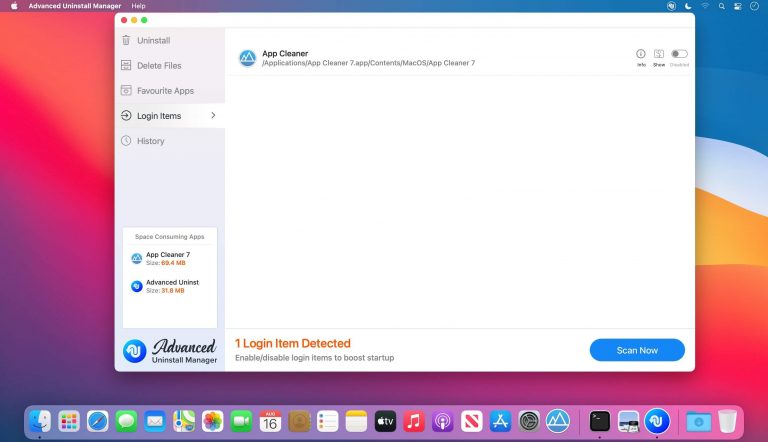 Advanced Uninstall Manager Help
Uninstall
Delete Files
Favourite Apps
Login Items
History
App Cleaner
/Applications/App Cleaner 7.app/Contents/MacOS/App Cleaner 7
Info Show Disabled
Space Consuming Apps
App Cleaner 7
Size: 69.4 MB
Advanced Uninst
Size: 31.8 MB
Advanced
Uninstall Manager
1 Login Item Detected
Enable/disable login items to boost startup
Scan Now
AUG
16
tv